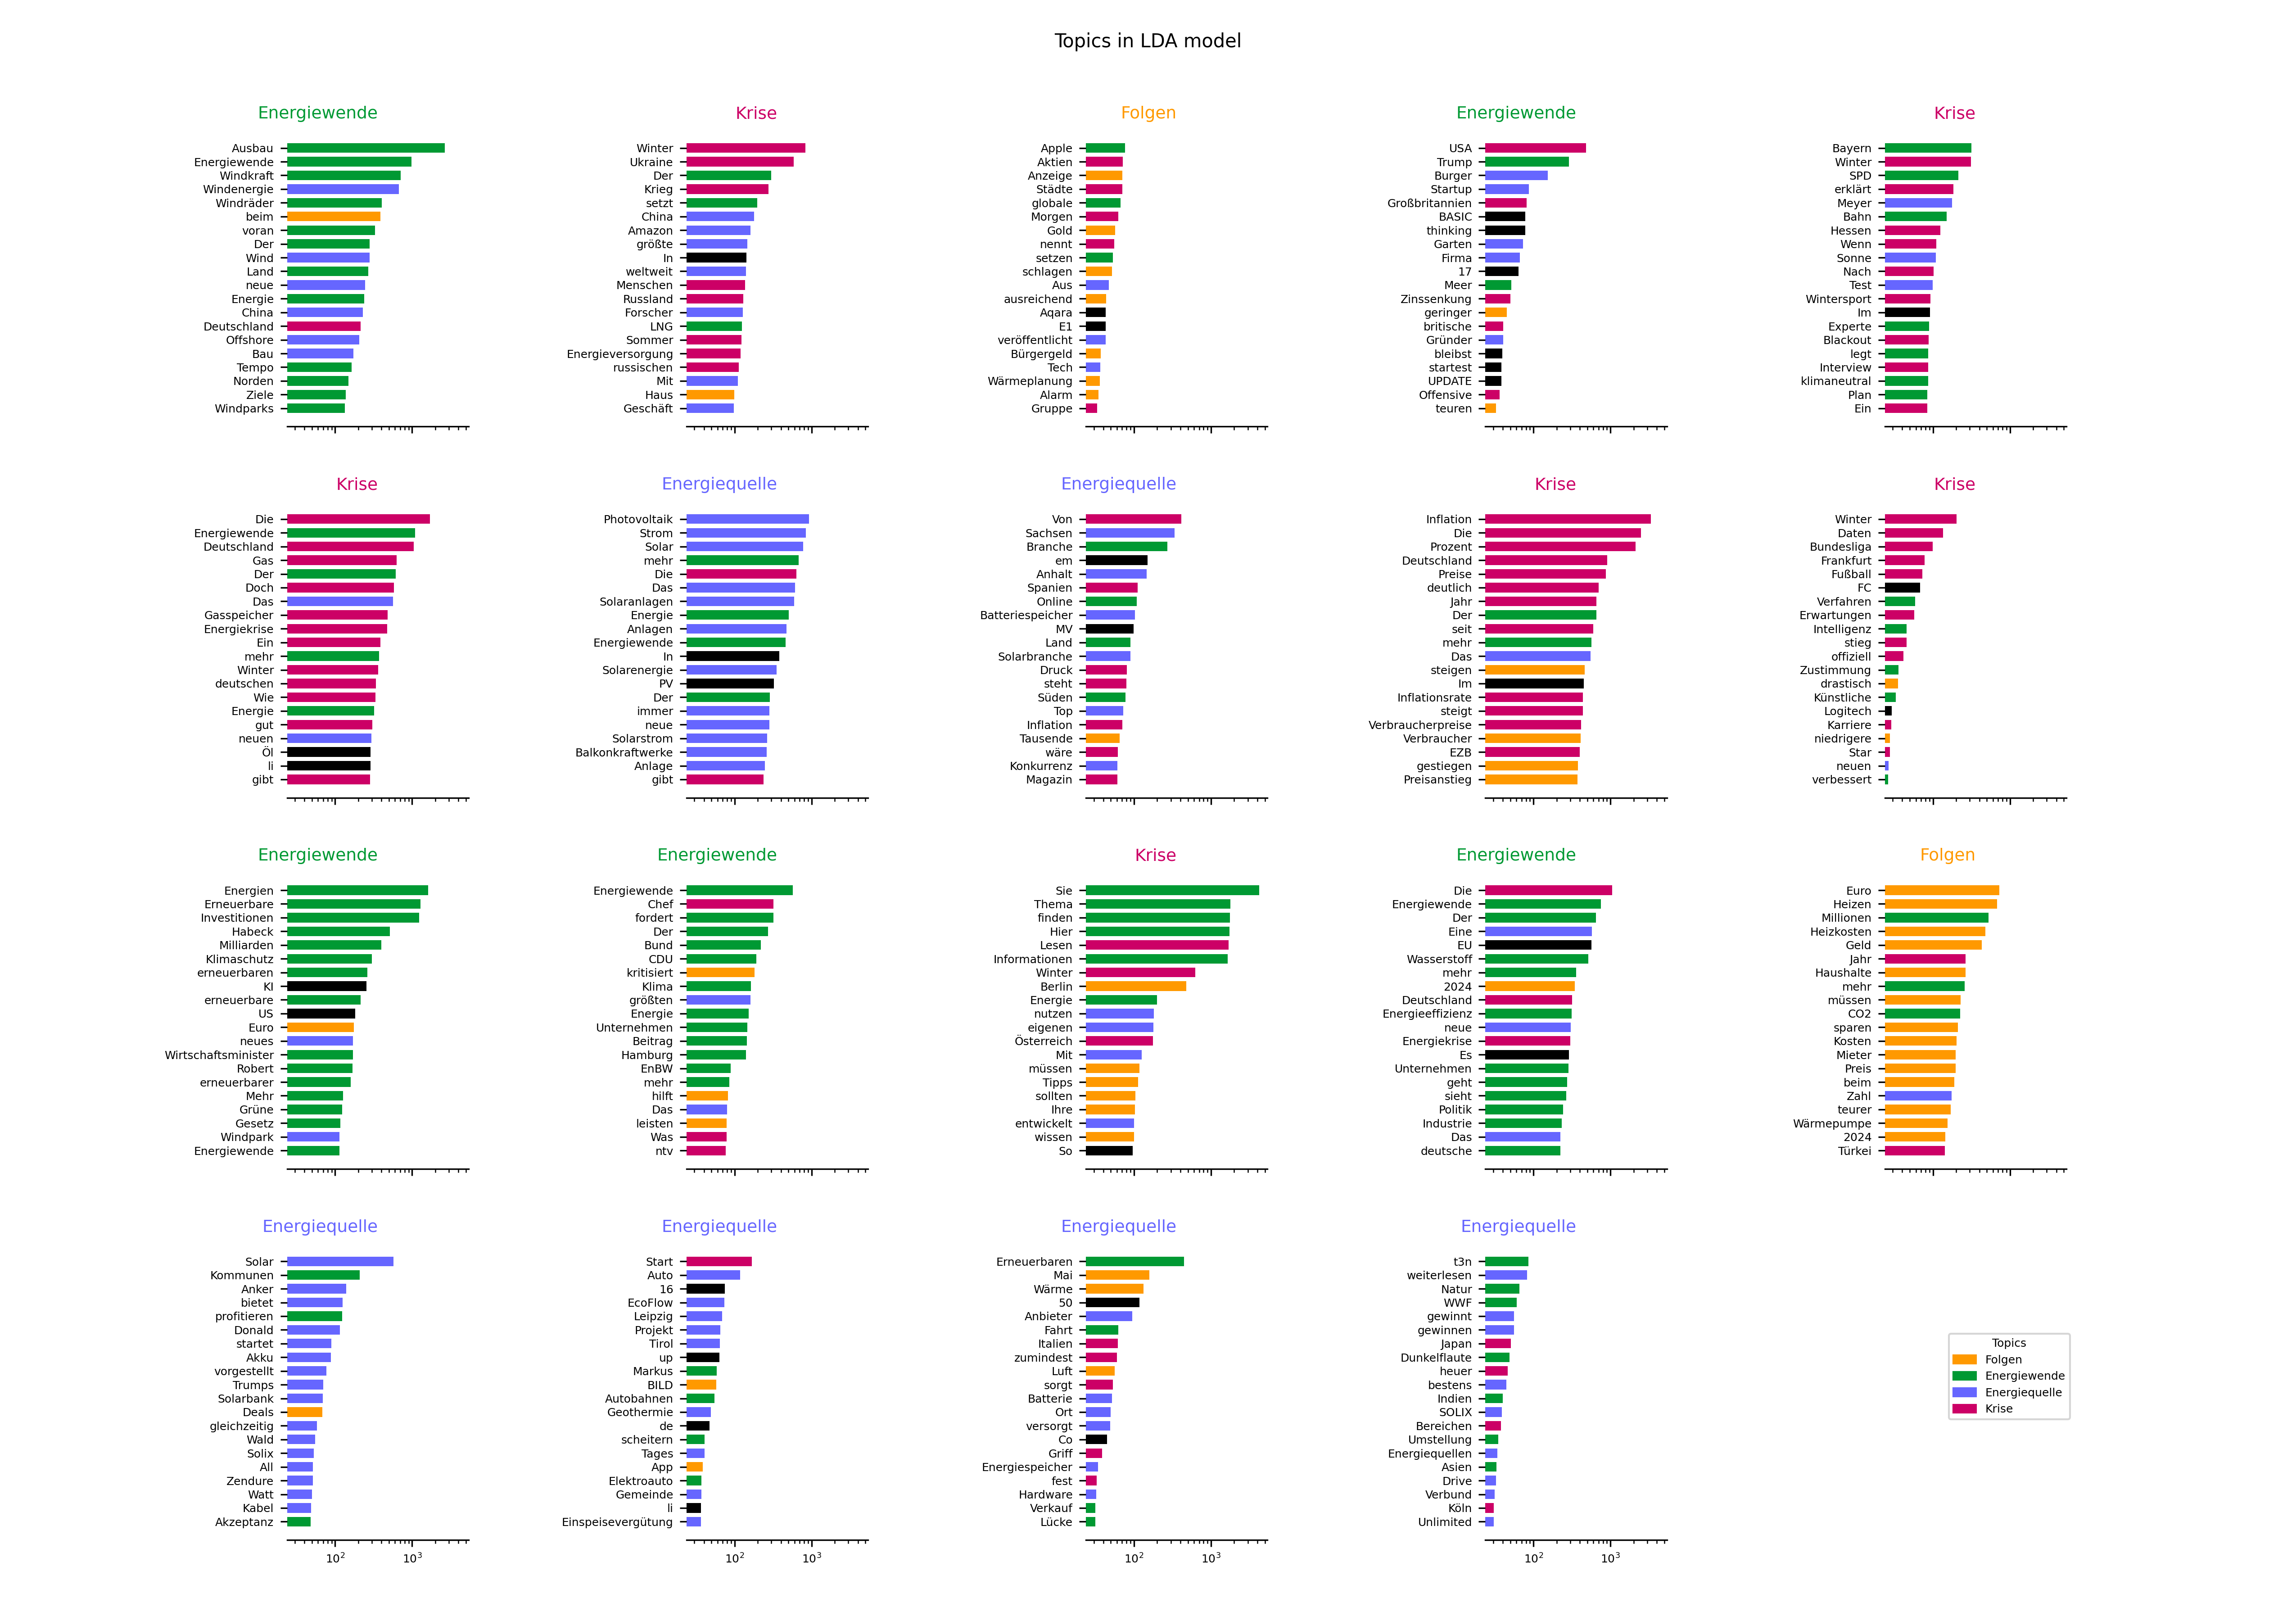 Topics in LDA model
Energiewende
Ausbau
Energiewende
Windkraft
Windenergie
Windräder
beim
voran
Der
Wind
Land
neue
Energie
China
Deutschland
Offshore
Bau
Tempo
Norden
Ziele
Windparks
Krise
Winter
Ukraine
Der
Krieg
setzt
China
Amazon
größte
In
weltweit
Menschen
Russland
Forscher
LNG
Sommer
Energieversorgung
russischen
Mit
Haus
Geschäft
Folgen
Apple
Aktien
Anzeige
Städte
globale
Morgen
Gold
nennt
setzen
schlagen
Aus
ausreichend
Aqara
E1
veröffentlicht
Bürgergeld
Tech
Wärmeplanung
Alarm
Gruppe
Energiewende
USA
Trump
Burger
Startup
Großbritannien
BASIC
thinking
Garten
Firma
17
Meer
Zinssenkung
geringer
britische
Gründer
bleibst
startest
UPDATE
Offensive
teuren
Krise
Bayern
Winter
SPD
erklärt
Meyer
Bahn
Hessen
Wenn
Sonne
Nach
Test
Wintersport
Im
Experte
Blackout
legt
Interview
klimaneutral
Plan
Ein
Krise
Die
Energiewende
Deutschland
Gas
Der
Doch
Das
Gasspeicher
Energiekrise
Ein
mehr
Winter
deutschen
Wie
Energie
gut
neuen
Öl
li
gibt
Energiequelle
Photovoltaik
Strom
Solar
mehr
Die
Das
Solaranlagen
Energie
Anlagen
Energiewende
In
Solarenergie
PV
Der
immer
neue
Solarstrom
Balkonkraftwerke
Anlage
gibt
Energiequelle
Von
Sachsen
Branche
em
Anhalt
Spanien
Online
Batteriespeicher
MV
Land
Solarbranche
Druck
steht
Süden
Top
Inflation
Tausende
wäre
Konkurrenz
Magazin
Krise
Inflation
Die
Prozent
Deutschland
Preise
deutlich
Jahr
Der
seit
mehr
Das
steigen
Im
Inflationsrate
steigt
Verbraucherpreise
Verbraucher
EZB
gestiegen
Preisanstieg
Krise
Winter
Daten
Bundesliga
Frankfurt
Fußball
FC
Verfahren
Erwartungen
Intelligenz
stieg
offiziell
Zustimmung
drastisch
Künstliche
Logitech
Karriere
niedrigere
Star
neuen
verbessert
Energiewende
Energien
Erneuerbare
Investitionen
Habeck
Milliarden
Klimaschutz
erneuerbaren
KI
erneuerbare
US
Euro
neues
Wirtschaftsminister
Robert
erneuerbarer
Mehr
Grüne
Gesetz
Windpark
Energiewende
Energiewende
Energiewende
Chef
fordert
Der
Bund
CDU
kritisiert
Klima
größten
Energie
Unternehmen
Beitrag
Hamburg
EnBW
mehr
hilft
Das
leisten
Was
ntv
Krise
Sie
Thema
finden
Hier
Lesen
Informationen
Winter
Berlin
Energie
nutzen
eigenen
Österreich
Mit
müssen
Tipps
sollten
Ihre
entwickelt
wissen
So
Energiewende
Die
Energiewende
Der
Eine
EU
Wasserstoff
mehr
2024
Deutschland
Energieeffizienz
neue
Energiekrise
Es
Unternehmen
geht
sieht
Politik
Industrie
Das
deutsche
Folgen
Euro
Heizen
Millionen
Heizkosten
Geld
Jahr
Haushalte
mehr
müssen
CO2
sparen
Kosten
Mieter
Preis
beim
Zahl
teurer
Wärmepumpe
2024
Türkei
Energiequelle
Solar
Kommunen
Anker
bietet
profitieren
Donald
startet
Akku
vorgestellt
Trumps
Solarbank
Deals
gleichzeitig
Wald
Solix
All
Zendure
Watt
Kabel
Akzeptanz
10² 10³
Energiequelle
Start
Auto
16
EcoFlow
Leipzig
Projekt
Tirol
up
Markus
BILD
Autobahnen
Geothermie
de
scheitern
Tages
App
Elektroauto
Gemeinde
li
Einspeisevergütung
10² 10³
Energiequelle
Erneuerbaren
Mai
Wärme
50
Anbieter
Fahrt
Italien
zumindest
Luft
sorgt
Batterie
Ort
versorgt
Co
Griff
Energiespeicher
fest
Hardware
Verkauf
Lücke
10² 10³
Energiequelle
t3n
weiterlesen
Natur
WWF
gewinnt
gewinnen
Japan
Dunkelflaute
heuer
bestens
Indien
SOLIX
Bereichen
Umstellung
Energiequellen
Asien
Drive
Verbund
Köln
Unlimited
10² 10³
Topics
Folgen
Energiewende
Energiequelle
Krise